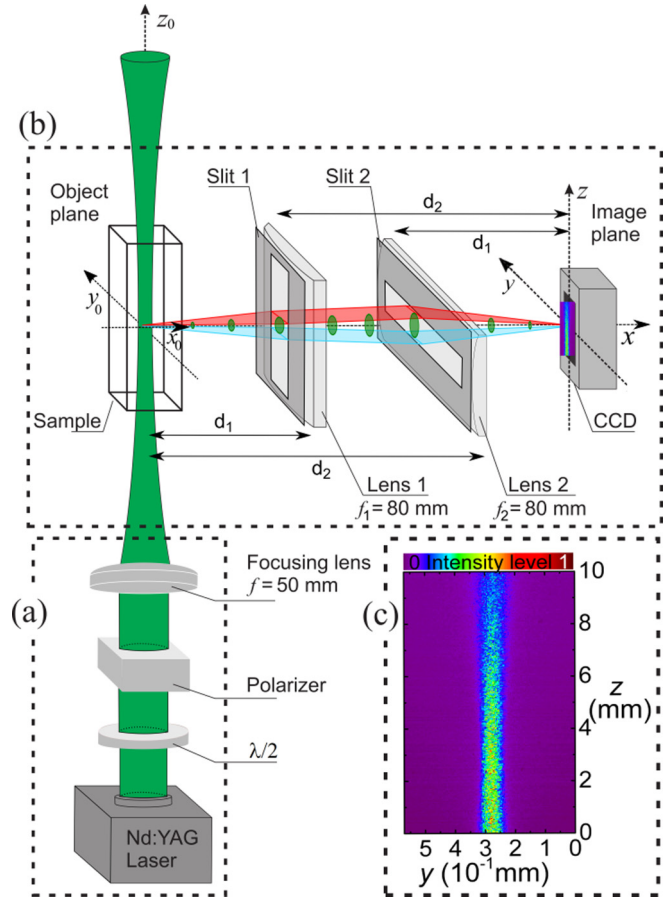 z0
(b)
Slit 1
Slit 2
z
Object
plane
d2
Image
plane
d1
y
y0
x0
x
Sample
d1
CCD
d2
Lens 1
f1 = 80 mm
Lens 2
f2 = 80 mm
(a)
Focusing lens
f = 50 mm
Polarizer
λ/2
Nd:YAG
Laser
(c)
0 Intensity level 1
10
8
6
z
(mm)
4
2
0
5 4 3 2 1 0
y (10⁻¹mm)